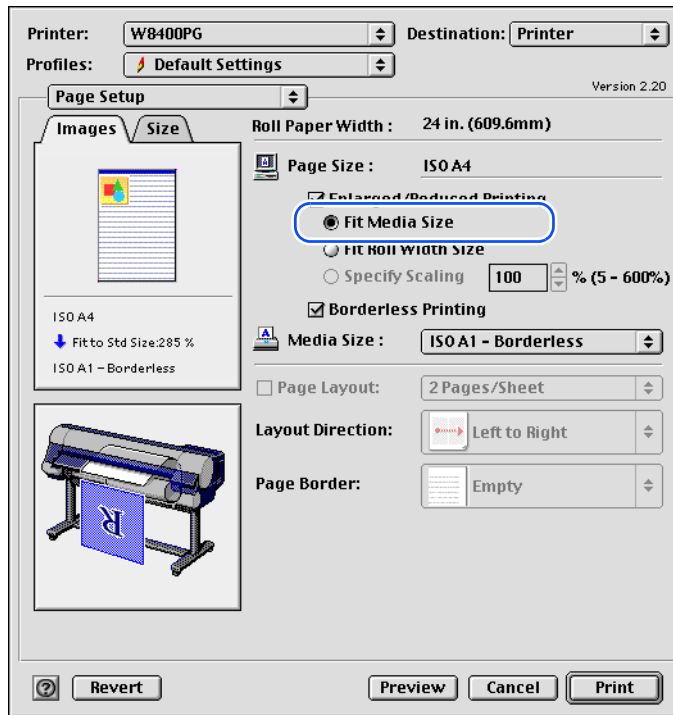 Printer: W8400PG Destination: Printer
Profiles: Default Settings
Version 2.20
Page Setup
Images Size
Roll Paper Width : 24 in. (609.6mm)
Page Size : ISO A4
Enlarged/Reduced Printing
Fit Media Size
Fit Roll Width Size
Specify Scaling 100 % (5 - 600%)
Borderless Printing
ISO A4
Fit to Std Size:285 %
ISO A1 - Borderless
Media Size : ISO A1 - Borderless
Page Layout: 2 Pages/Sheet
Layout Direction: Left to Right
Page Border: Empty
R
? Revert Preview Cancel Print